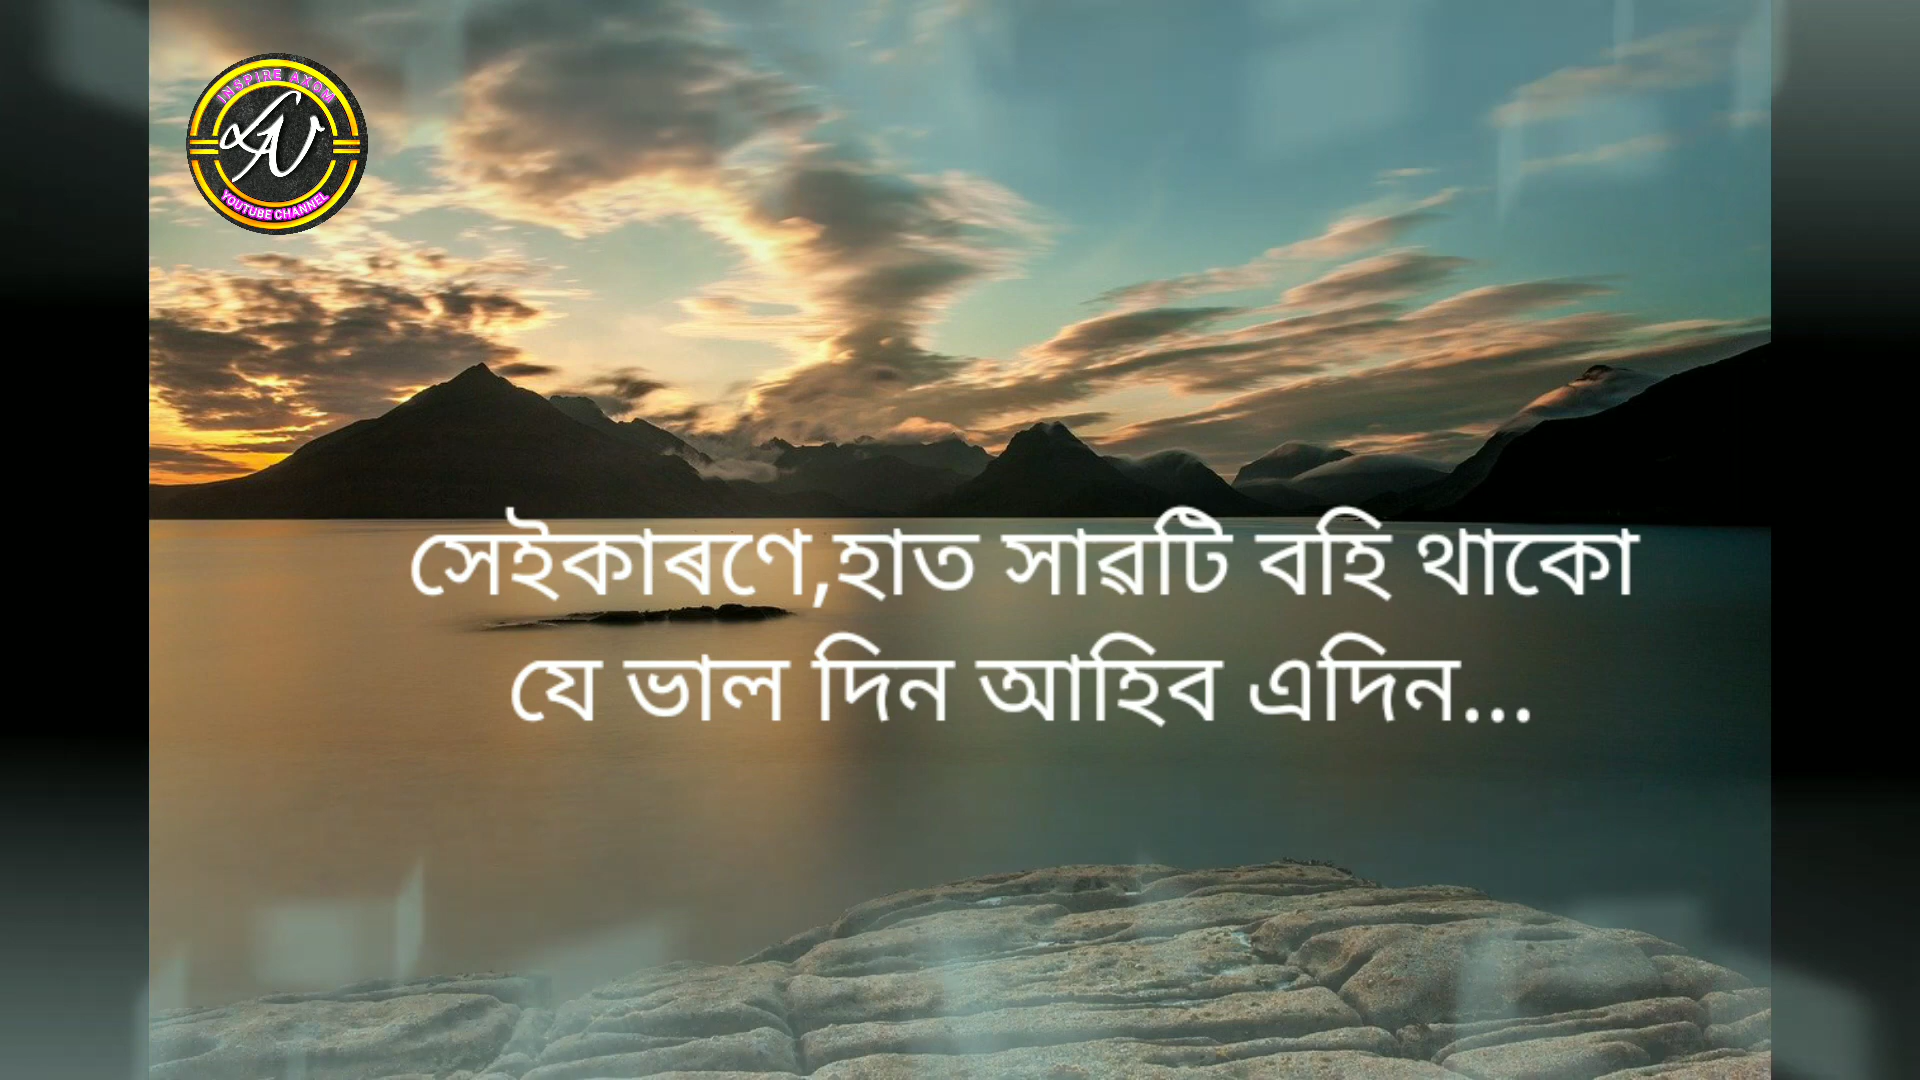 INSPIRE AXOM
YOUTUBE CHANNEL
সেইকাৰণে,হাত সাৱটি বহি থাকো
যে ভাল দিন আহিব এদিন...